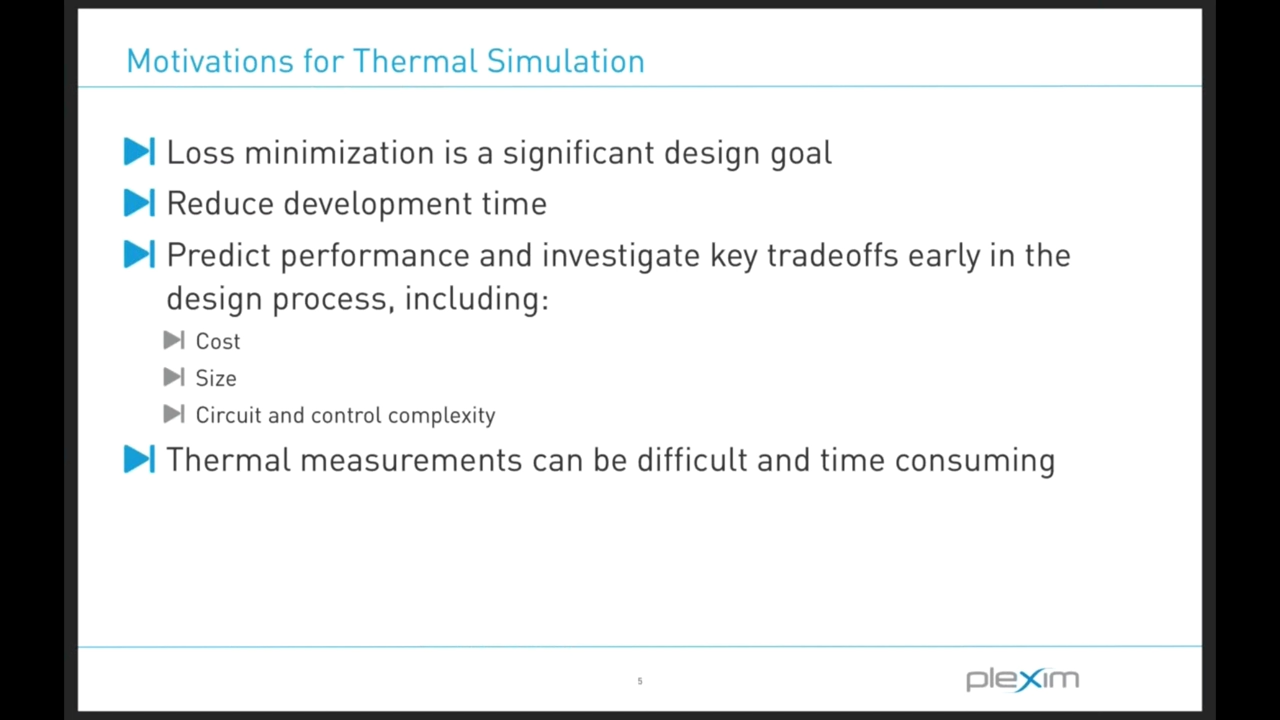 Motivations for Thermal Simulation
Loss minimization is a significant design goal
Reduce development time
Predict performance and investigate key tradeoffs early in the
design process, including:
Cost
Size
Circuit and control complexity
Thermal measurements can be difficult and time consuming
5
plexim